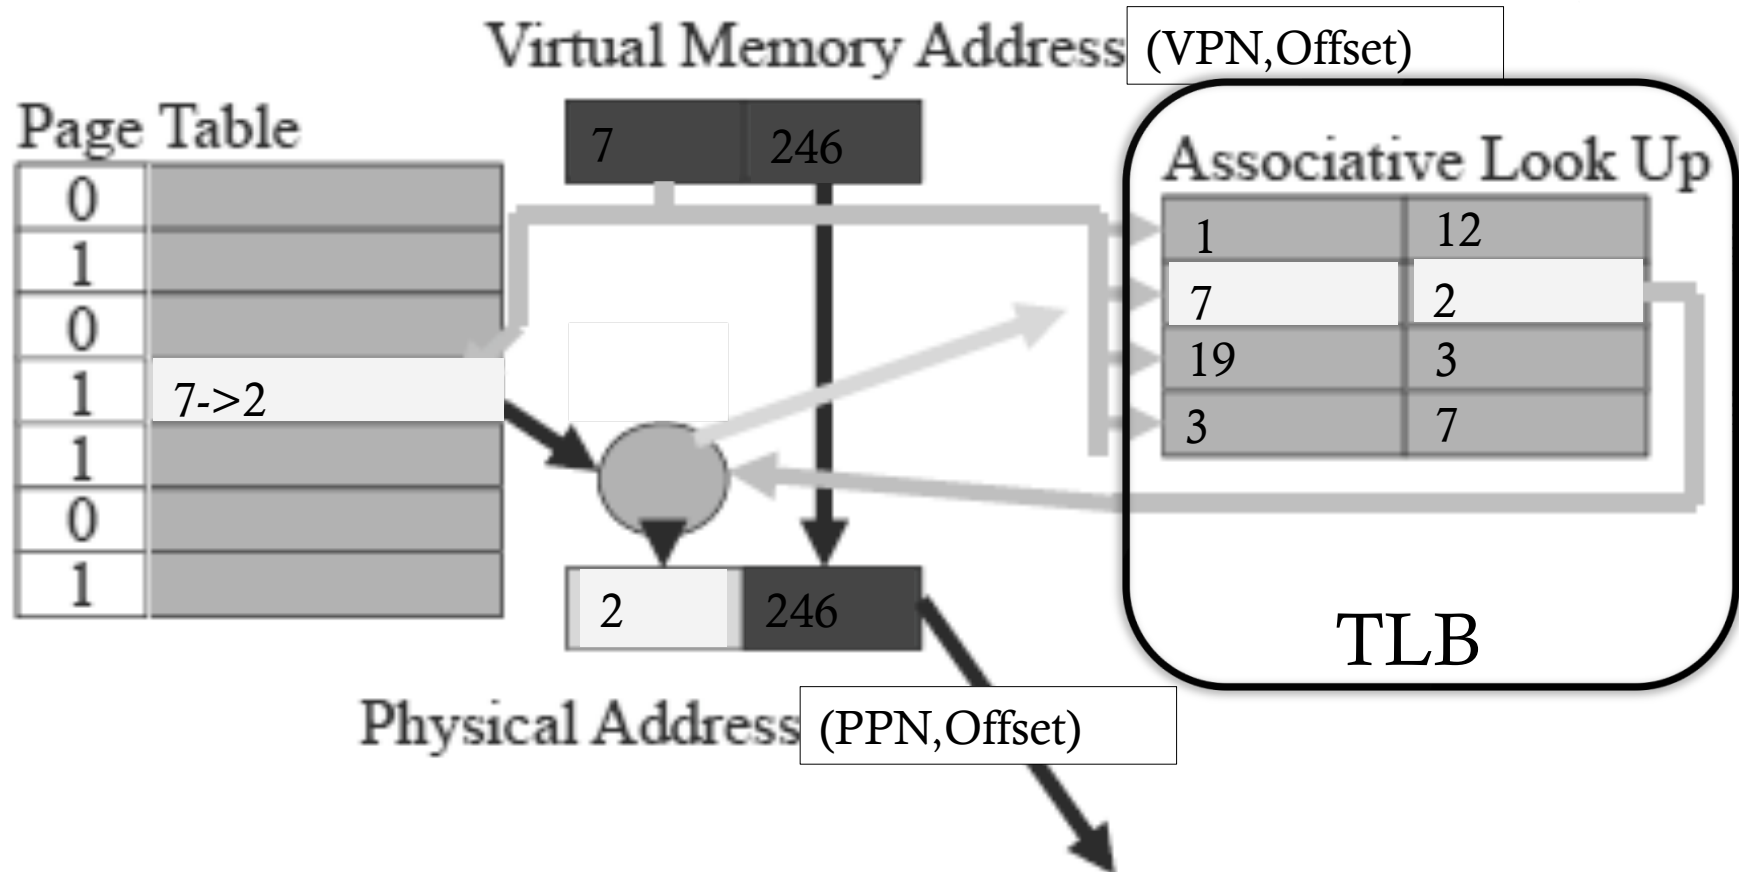 Virtual Memory Address (VPN,Offset)
Page Table
7 246
Associative Look Up
0
1
0
1 7->2
1
0
1
1 12
7 2
19 3
3 7
2 246
TLB
Physical Address (PPN,Offset)